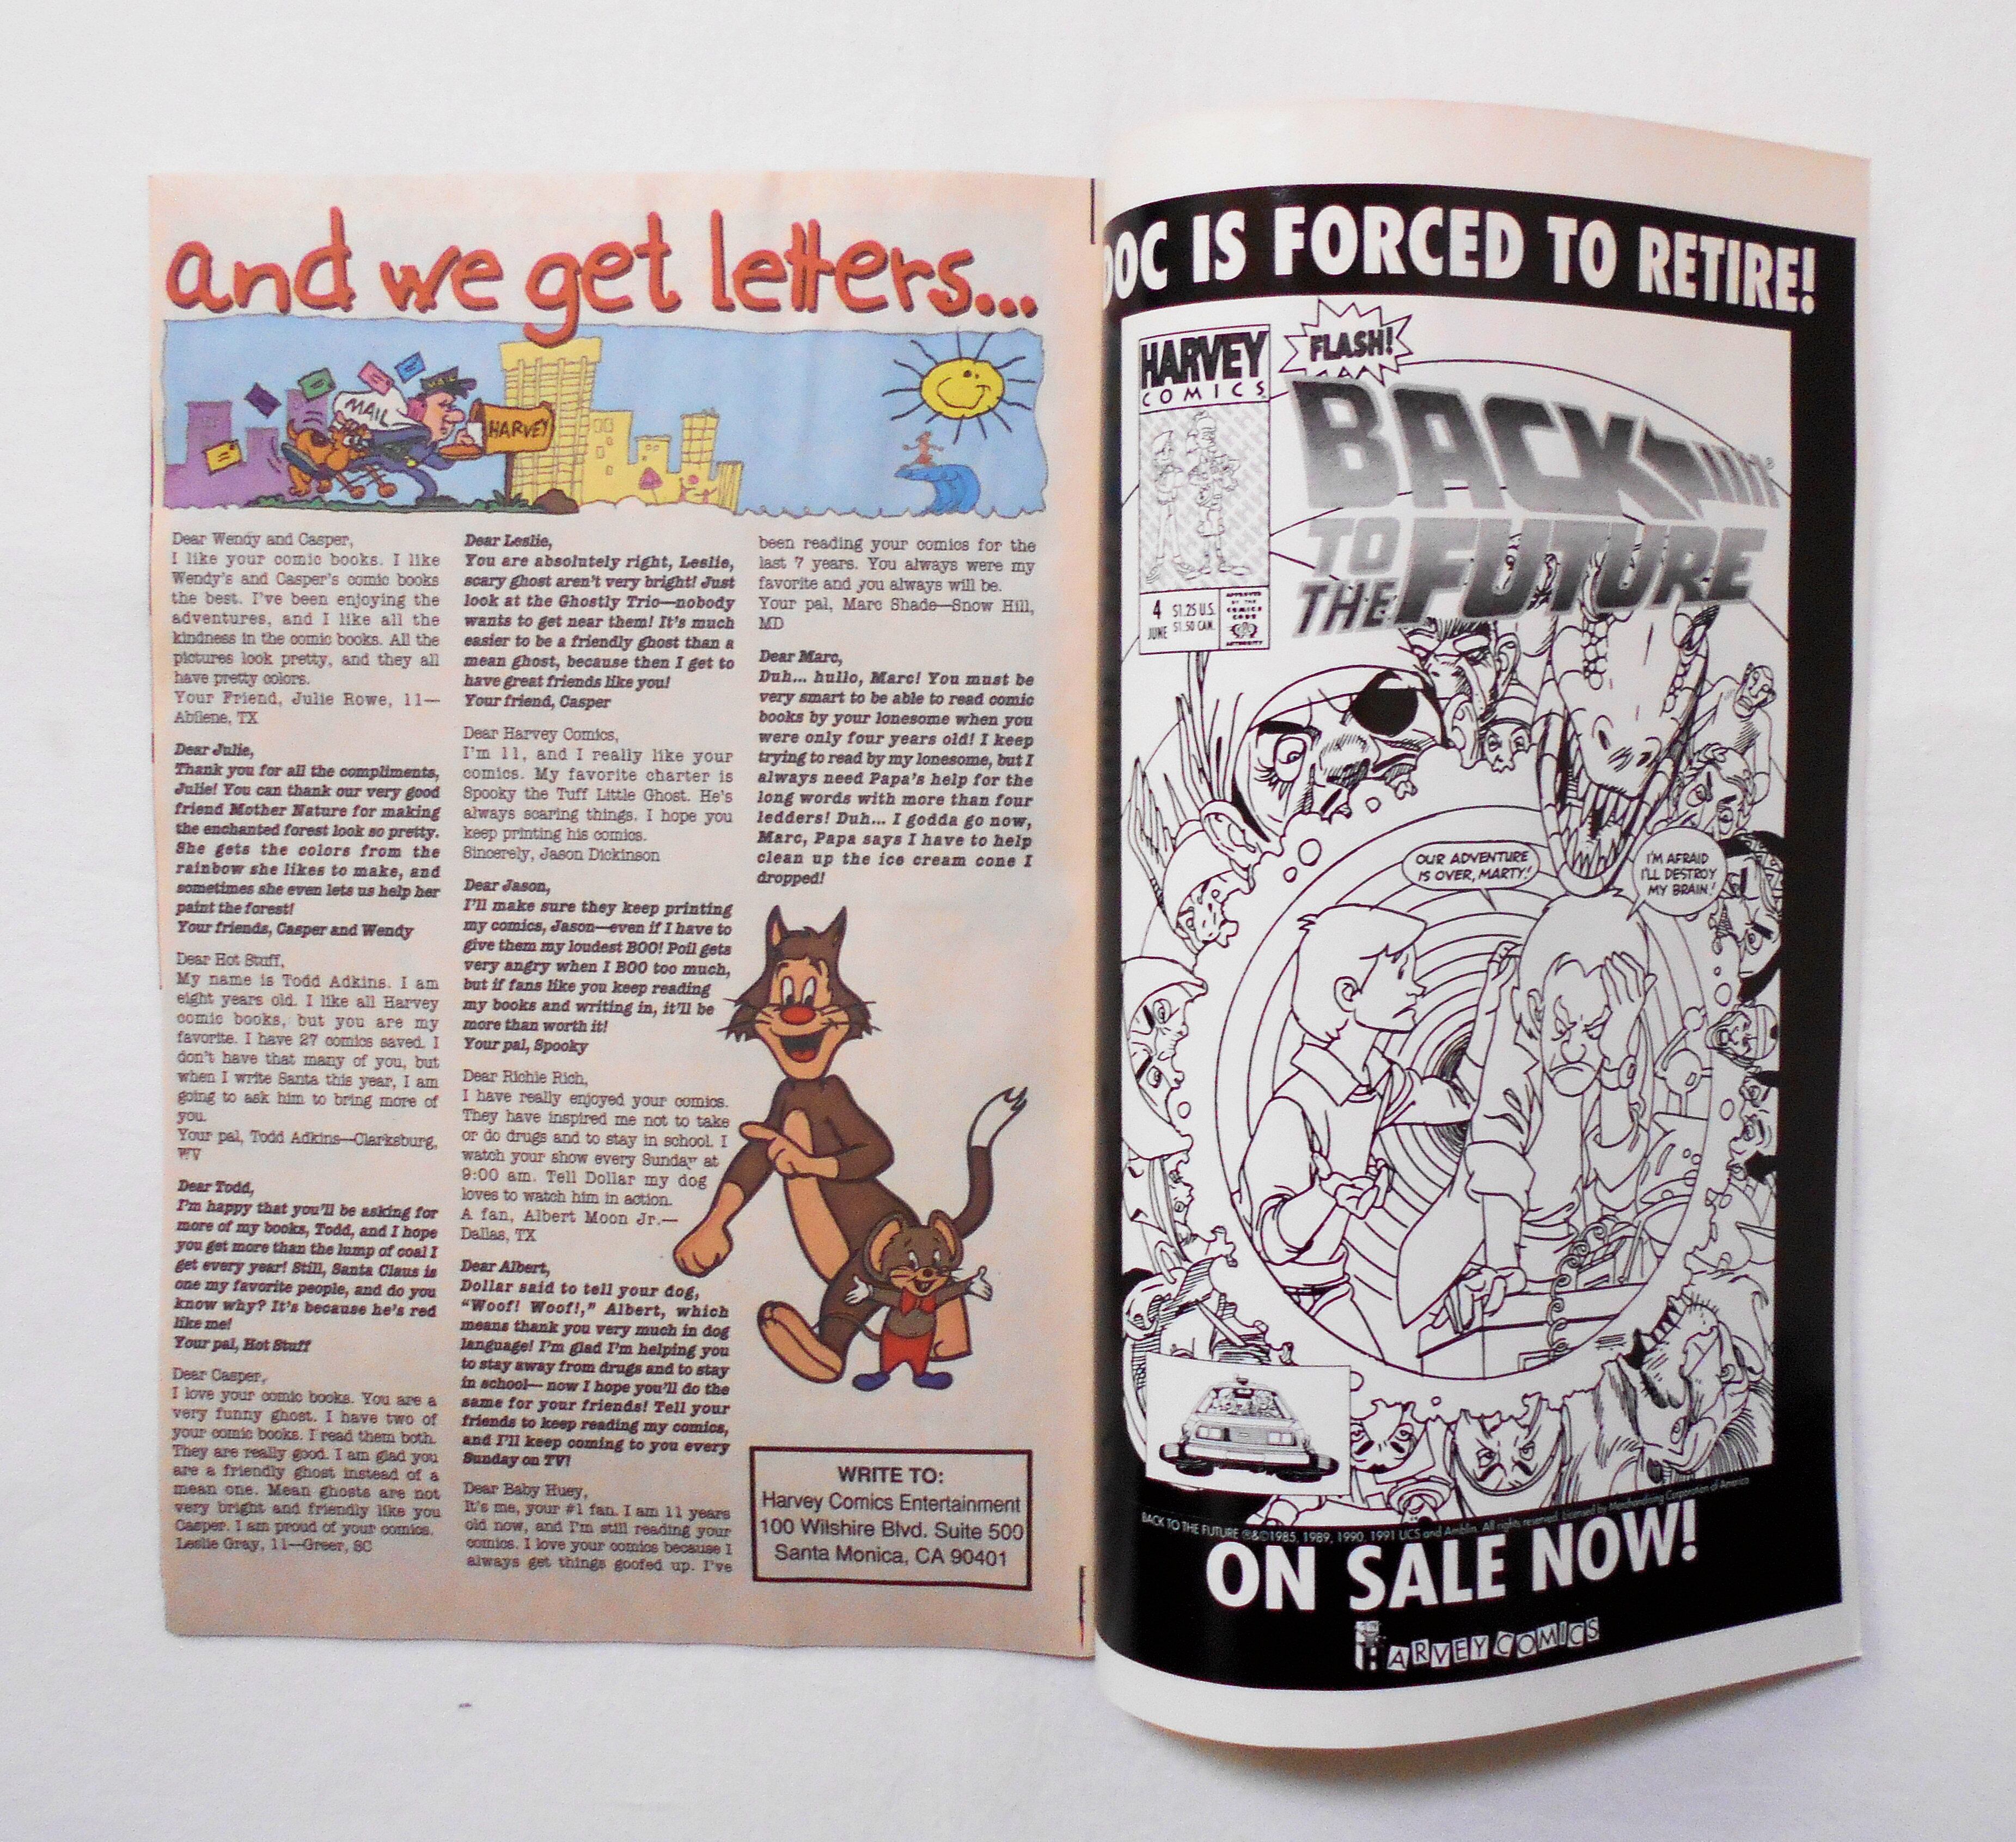 and we get letters...
MAIL
MAIL
HARVEY
Dear Wendy and Casper,
I like your comic books. I like
Wendy's and Casper's comic books
the best. I've been enjoying the
adventures, and I like all the
kindness in the comic books. All the
pictures look pretty, and they all
have pretty colors.
Your Friend, Julie Rowe, 11—
Abilene, TX
Dear Julie,
Thank you for all the compliments,
Julie! You can thank our very good
friend Mother Nature for making
the enchanted forest look so pretty.
She gets the colors from the
rainbow she likes to make, and
sometimes she even lets us help her
paint the forest!
Your friends, Casper and Wendy
Dear Hot Stuff,
My name is Todd Adkins. I am
eight years old. I like all Harvey
comic books, but you are my
favorite. I have 27 comics saved. I
don't have that many of you, but
when I write Santa this year, I am
going to ask him to bring more of
you.
Your pal, Todd Adkins—Clarksburg,
WV
Dear Todd,
I'm happy that you'll be asking for
more of my books, Todd, and I hope
you get more than the lump of coal I
get every year! Still, Santa Claus is
one my favorite people, and do you
know why? It's because he's red
like me!
Your pal, Hot Stuff
Dear Casper,
I love your comic books. You are a
very funny ghost. I have two of
your comic books. I read them both.
They are really good. I am glad you
are a friendly ghost instead of a
mean one. Mean ghosts are not
very bright and friendly like you
Casper. I am proud of your comics.
Leslie Gray, 11—Greer, SC
Dear Leslie,
You are absolutely right, Leslie,
scary ghost aren't very bright! Just
look at the Ghostly Trio—nobody
wants to get near them! It's much
easier to be a friendly ghost than a
mean ghost, because then I get to
have great friends like you!
Your friend, Casper
Dear Harvey Comics,
I'm 11, and I really like your
comics. My favorite charter is
Spooky the Tuff Little Ghost. He's
always scaring things. I hope you
keep printing his comics.
Sincerely, Jason Dickinson
Dear Jason,
I'll make sure they keep printing
my comics, Jason—even if I have to
give them my loudest BOO! Poil gets
very angry when I BOO too much,
but if fans like you keep reading
my books and writing in, it'll be
more than worth it!
Your pal, Spooky
Dear Richie Rich,
I have really enjoyed your comics.
They have inspired me not to take
or do drugs and to stay in school. I
watch your show every Sunday at
9:00 am. Tell Dollar my dog
loves to watch him in action.
A fan, Albert Moon Jr.—
Dallas, TX
Dear Albert,
Dollar said to tell your dog,
"Woof! Woof!," Albert, which
means thank you very much in dog
language! I'm glad I'm helping you
to stay away from drugs and to stay
in school— now I hope you'll do the
same for your friends! Tell your
friends to keep reading my comics,
and I'll keep coming to you every
Sunday on TV!
Dear Baby Huey,
It's me, your #1 fan. I am 11 years
old now, and I'm still reading your
comics. I love your comics because I
always get things goofed up. I've
been reading your comics for the
last 7 years. You always were my
favorite and you always will be.
Your pal, Marc Shade—Snow Hill,
MD
Dear Marc,
Duh... hullo, Marc! You must be
very smart to be able to read comic
books by your lonesome when you
were only four years old! I keep
trying to read by my lonesome, but I
always need Papa's help for the
long words with more than four
ledders! Duh... I godda go now,
Marc, Papa says I have to help
clean up the ice cream cone I
dropped!
WRITE TO:
Harvey Comics Entertainment
100 Wilshire Blvd. Suite 500
Santa Monica, CA 90401
DOC IS FORCED TO RETIRE!
HARVEY
COMICS
FLASH!
BACK
TO
THE FUTURE
4
JUNE
$1.25 U.S.
$1.50 CAN.
APPROVED
BY THE
COMICS
CODE
AUTHORITY
OUR ADVENTURE
IS OVER, MARTY!
I'M AFRAID
I'LL DESTROY
MY BRAIN!
BACK TO THE FUTURE ®&©1985, 1989, 1990, 1991 UCS and Amblin. All rights reserved. Licensed by Merchandising Corporation of America
ON SALE NOW!
HARVEY COMICS